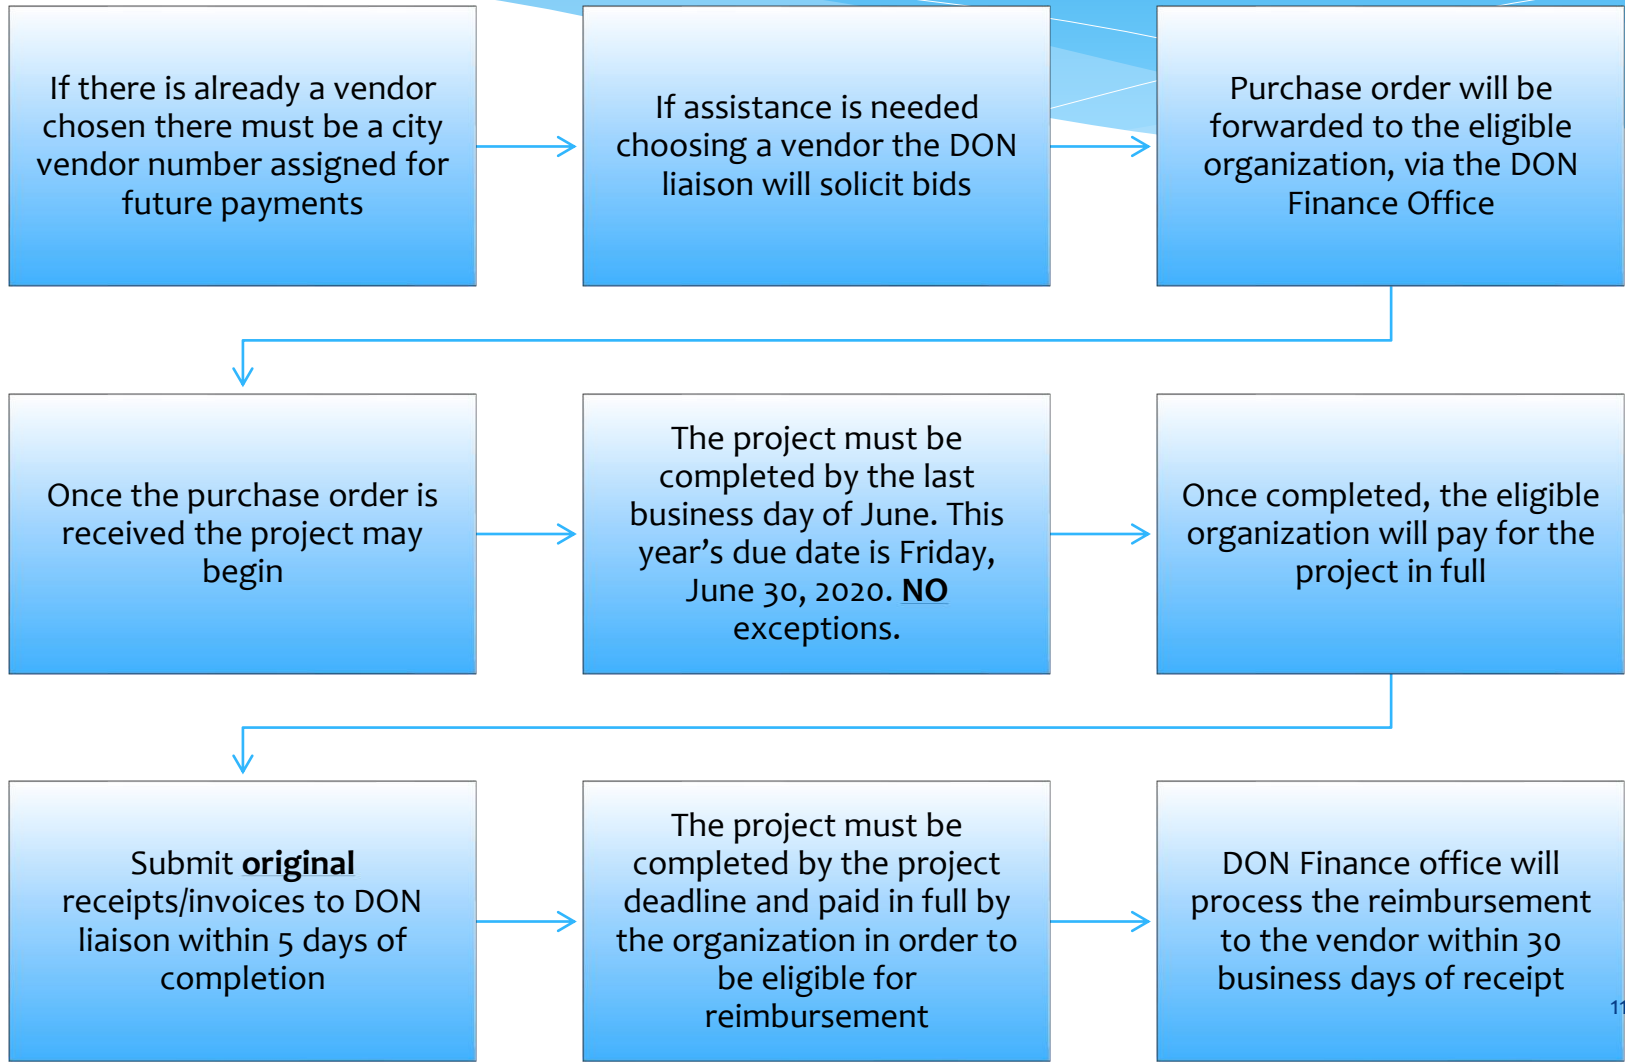 If there is already a vendor
chosen there must be a city
vendor number assigned for
future payments
If assistance is needed
choosing a vendor the DON
liaison will solicit bids
Purchase order will be
forwarded to the eligible
organization, via the DON
Finance Office
Once the purchase order is
received the project may
begin
The project must be
completed by the last
business day of June. This
year’s due date is Friday,
June 30, 2020. NO
exceptions.
Once completed, the eligible
organization will pay for the
project in full
Submit original
receipts/invoices to DON
liaison within 5 days of
completion
The project must be
completed by the project
deadline and paid in full by
the organization in order to
be eligible for
reimbursement
DON Finance office will
process the reimbursement
to the vendor within 30
business days of receipt
11